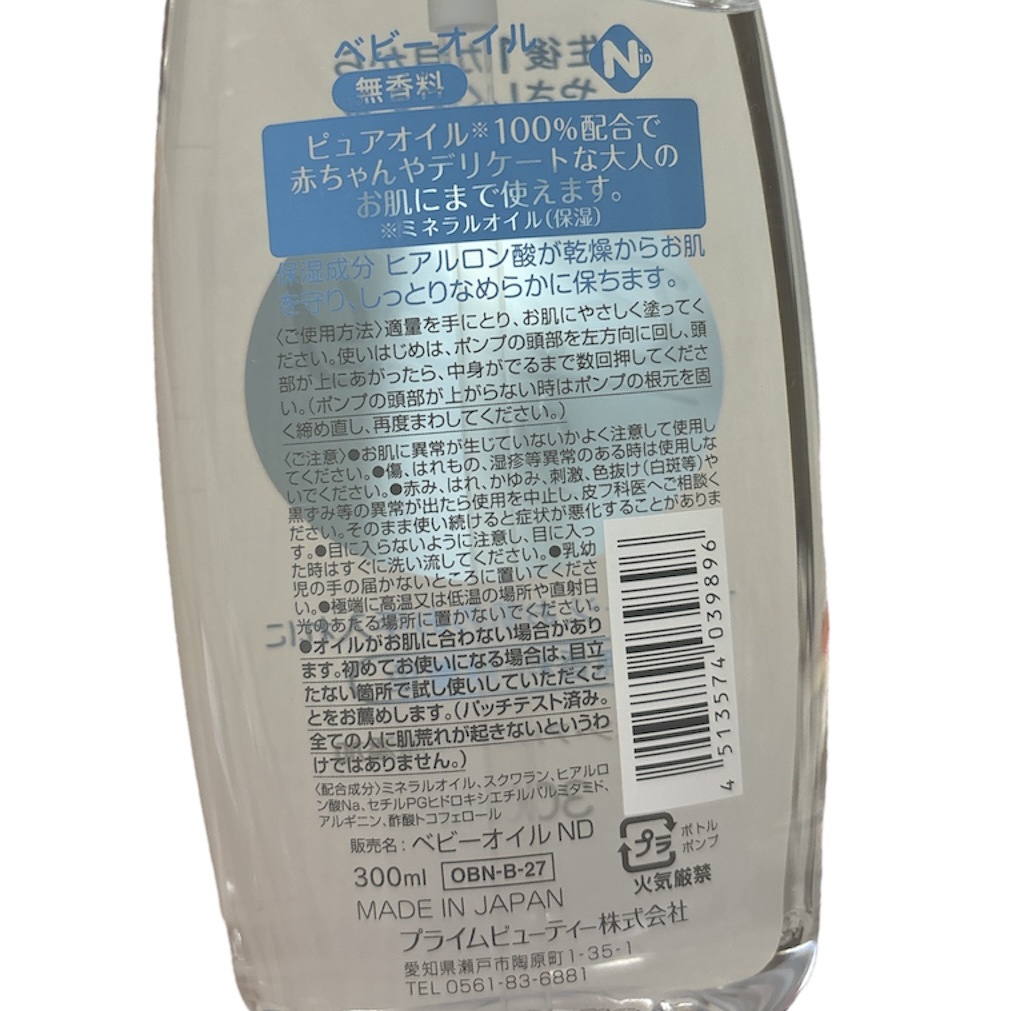 ベビーオイル
N ID
無香料
ピュアオイル※100%配合で
赤ちゃんやデリケートな大人の
お肌にまで使えます。
※ミネラルオイル(保湿)
保湿成分 ヒアルロン酸が乾燥からお肌
を守り、しっとりなめらかに保ちます。
〈ご使用方法〉適量を手にとり、お肌にやさしく塗ってく
ださい。使いはじめは、ポンプの頭部を左方向に回し、頭
部が上にあがったら、中身がでるまで数回押してくださ
い。(ポンプの頭部が上がらない時はポンプの根元を固
く締め直し、再度まわしてください。)
〈ご注意〉●お肌に異常が生じていないかよく注意して使用し
てください。●傷、はれもの、湿疹等異常のある時は使用しな
いでください。●赤み、はれ、かゆみ、刺激、色抜け(白斑等)や
黒ずみ等の異常が出たら使用を中止し、皮フ科医へご相談く
ださい。そのまま使い続けると症状が悪化することがありま
す。●目に入らないように注意し、目に入っ
た時はすぐに洗い流してください。●乳幼
児の手の届かないところに置いてくださ
い。●極端に高温又は低温の場所や直射日
光のあたる場所に置かないでください。
●オイルがお肌に合わない場合があり
ます。初めてお使いになる場合は、目立
たない箇所で試し使いしていただくこ
とをお薦めします。(パッチテスト済み。
全ての人に肌荒れが起きないというわ
けではありません。)
〈配合成分〉ミネラルオイル、スクワラン、ヒアルロ
ン酸Na、セチルPGヒドロキシエチルパルミタミド、
アルギニン、酢酸トコフェロール
販売名:ベビーオイル ND
300ml OBN-B-27
MADE IN JAPAN
プライムビューティー株式会社
愛知県瀬戸市陶原町1-35-1
TEL 0561-83-6881
4 513574 039896
プラ
ボトル
ポンプ
火気厳禁